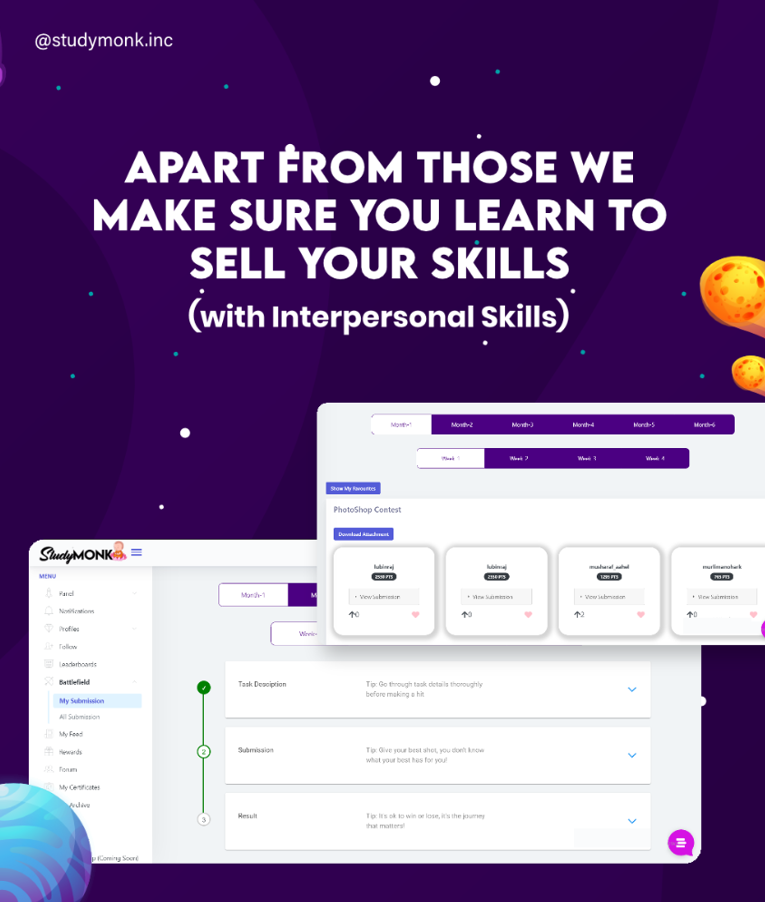 @studymonk.inc
APART FROM THOSE WE
MAKE SURE YOU LEARN TO
SELL YOUR SKILLS
(with Interpersonal Skills)
Month-1 Month-2 Month-3 Month-4 Month-5 Month-6
Week 1 Week 2 Week 3 Week 4
Show My Favourites
PhotoShop Contest
Download Attachment
lubinraj lubinraj musharaf_aahel murlimanohark
2330 PTS 2330 PTS 1295 PTS 765 PTS
• View Submission • View Submission • View Submission • View Submission
0 0 2 0
StudyMONK
MENU
Panel
Notifications
Profiles
Follow
Leaderboards
Battlefield
My Submission
All Submission
My Feed
Rewards
Forum
My Certificates
Archive
(Coming Soon)
Month-1 M
Week-
Task Desciption
Tip: Go through task details thoroughly
before making a hit
2
Submission
Tip: Give your best shot, you don't know
what your best has for you!
3
Result
Tip: It's ok to win or lose, it's the journey
that matters!